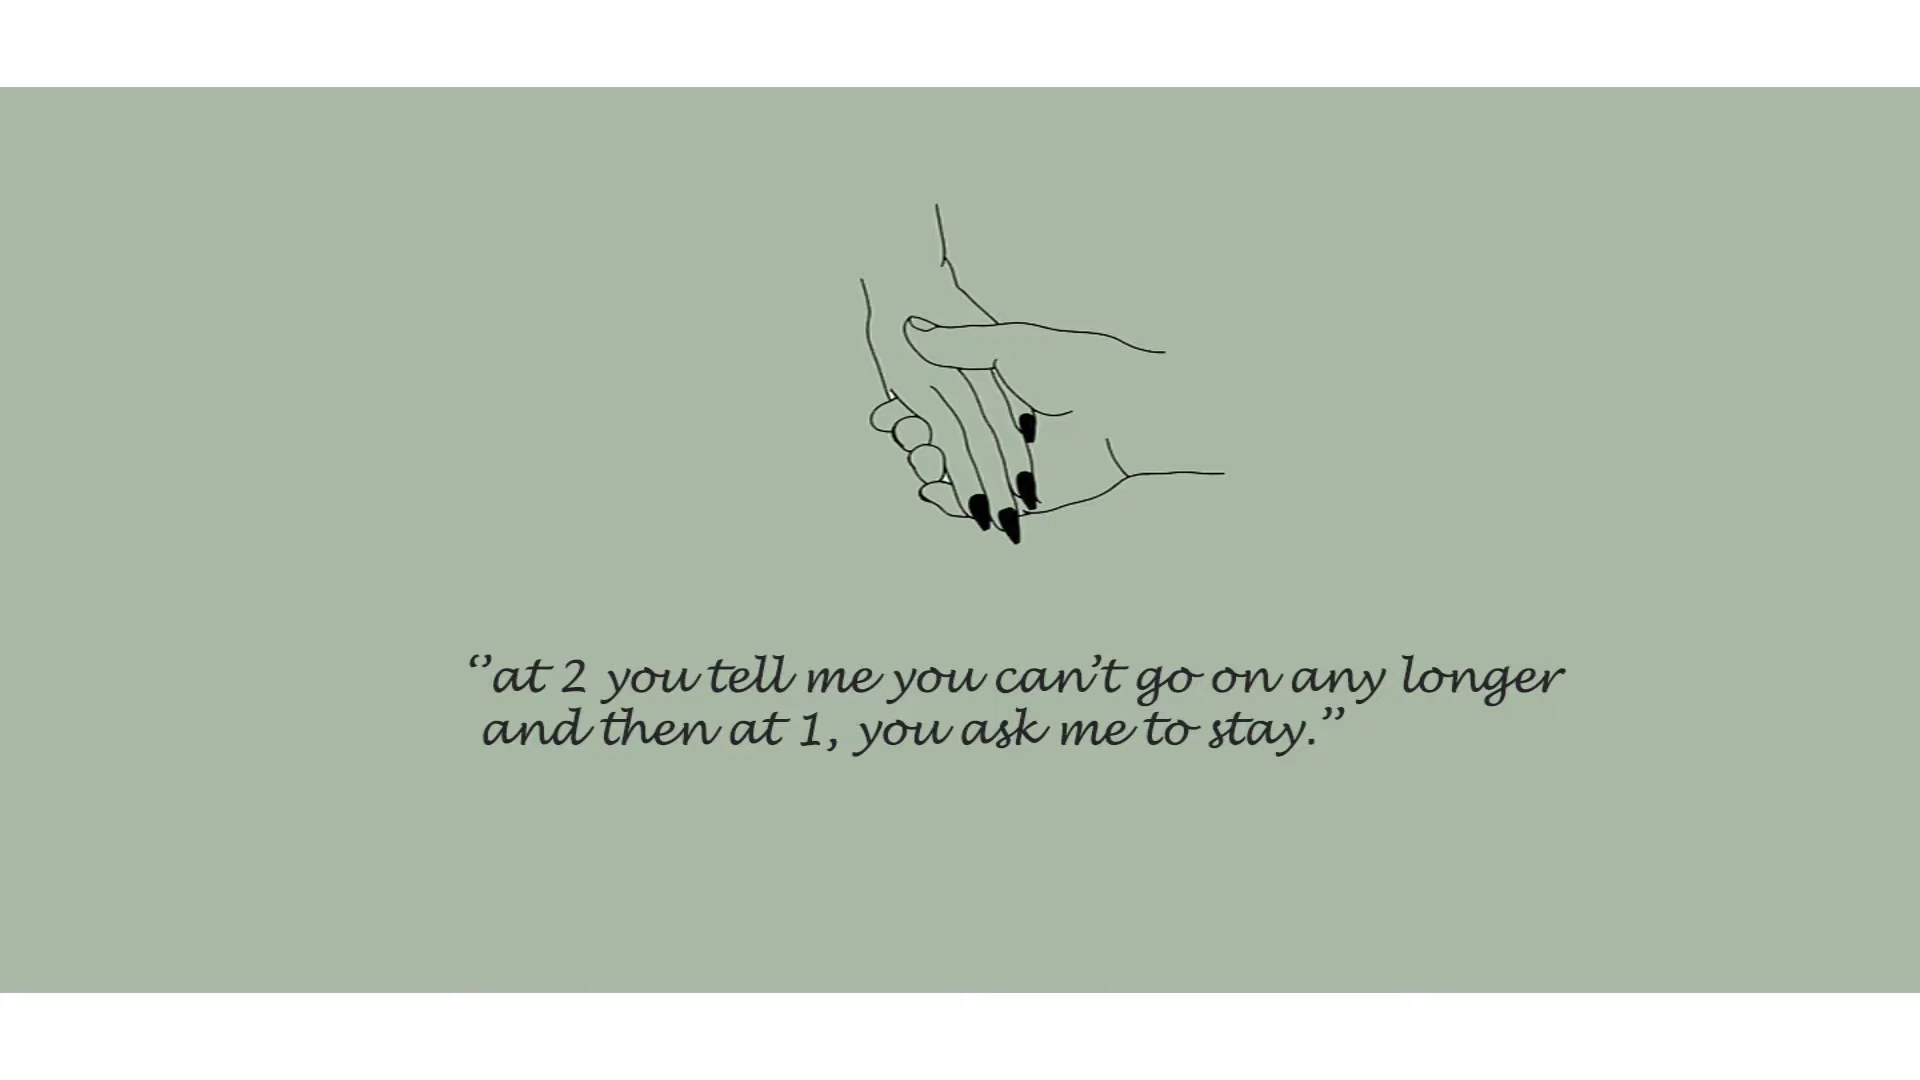 ‘’at 2 you tell me you can’t go on any longer
and then at 1, you ask me to stay.’’